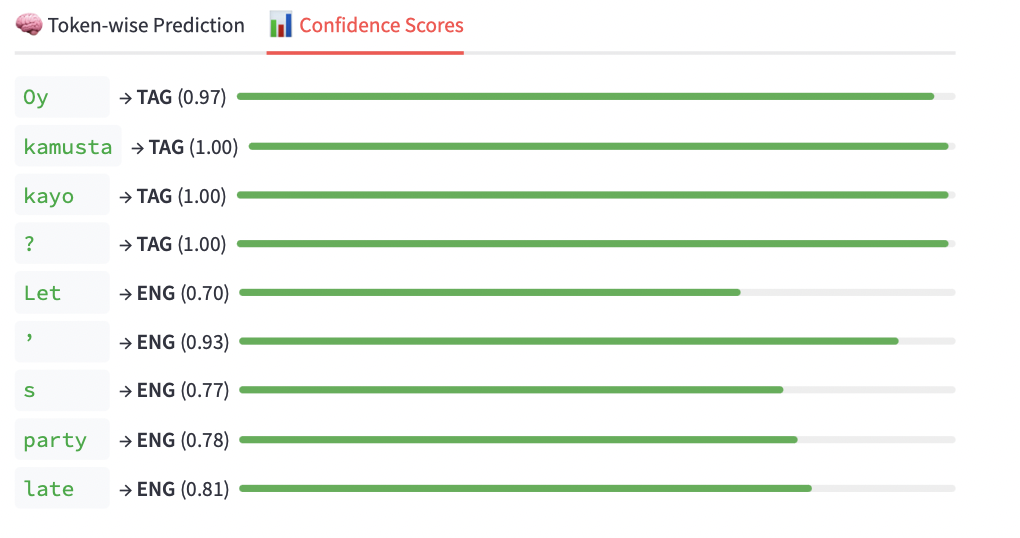 🧠 Token-wise Prediction 📊 Confidence Scores
Oy → TAG (0.97)
kamusta → TAG (1.00)
kayo → TAG (1.00)
? → TAG (1.00)
Let → ENG (0.70)
’ → ENG (0.93)
s → ENG (0.77)
party → ENG (0.78)
late → ENG (0.81)